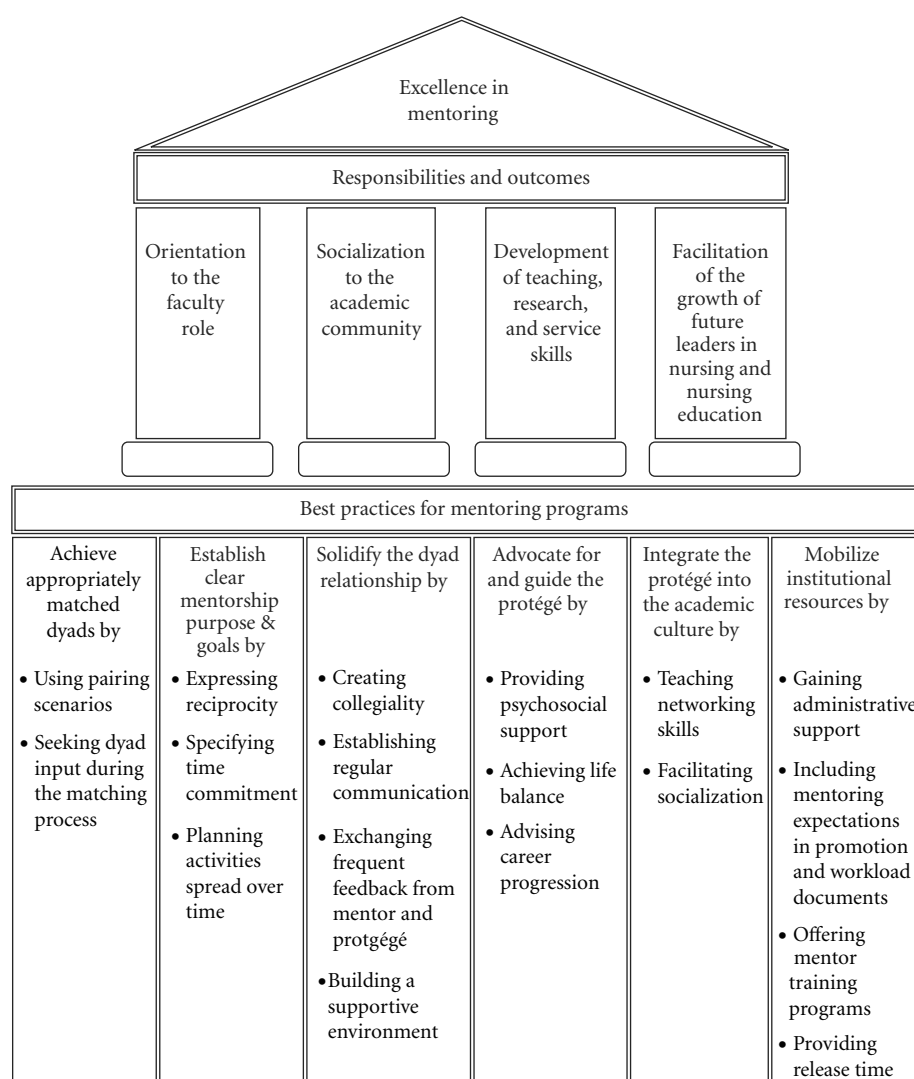 Excellence in
mentoring
Responsibilities and outcomes
Orientation
to the
faculty
role
Socialization
to the
academic
community
Development
of teaching,
research,
and service
skills
Facilitation
of the
growth of
future
leaders in
nursing and
nursing
education
Best practices for mentoring programs
Achieve
appropriately
matched
dyads by
• Using pairing
scenarios
• Seeking dyad
input during
the matching
process
Establish
clear
mentorship
purpose &
goals by
• Expressing
reciprocity
• Specifying
time
commitment
• Planning
activities
spread over
time
Solidify the dyad
relationship by
• Creating
collegiality
• Establishing
regular
communication
• Exchanging
frequent
feedback from
mentor and
protgégé
• Building a
supportive
environment
Advocate for
and guide the
protégé by
• Providing
psychosocial
support
• Achieving life
balance
• Advising
career
progression
Integrate the
protégé into
the academic
culture by
• Teaching
networking
skills
• Facilitating
socialization
Mobilize
institutional
resources by
• Gaining
administrative
support
• Including
mentoring
expectations
in promotion
and workload
documents
• Offering
mentor
training
programs
• Providing
release time